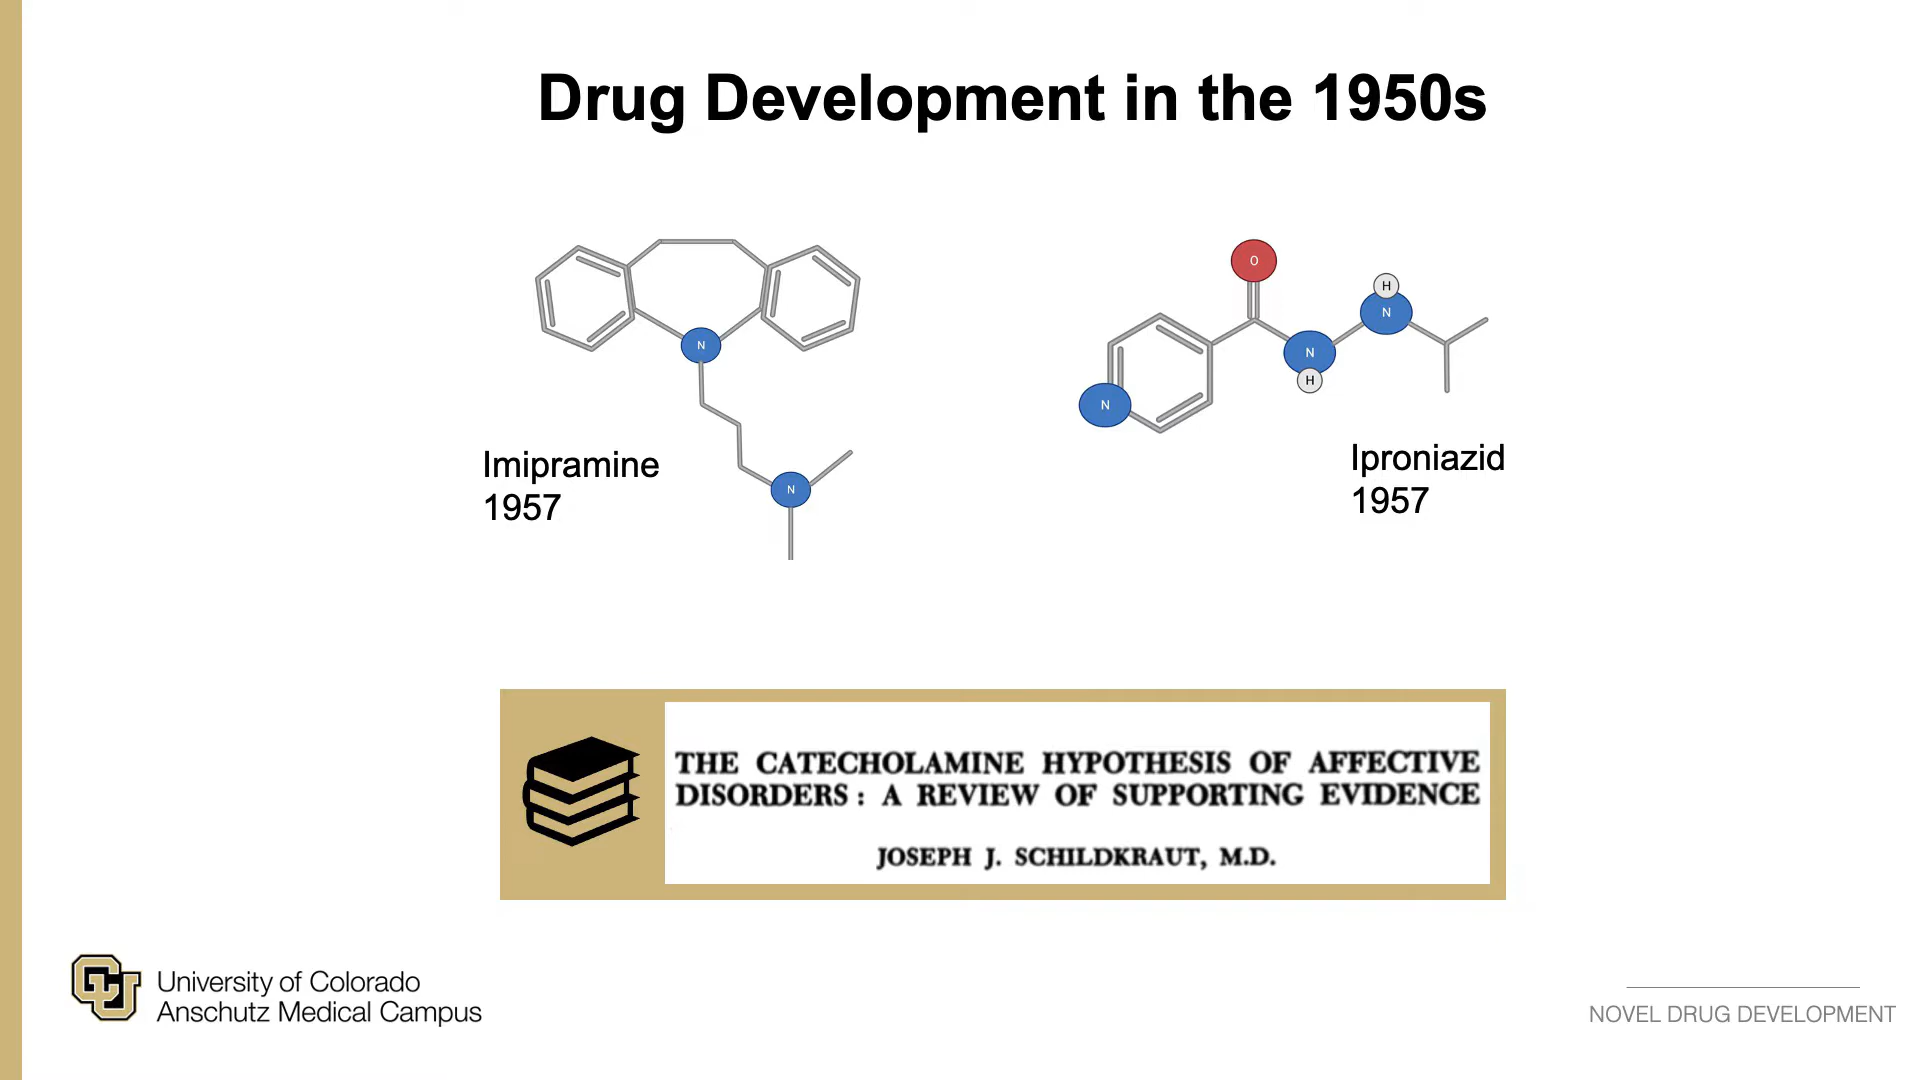 Drug Development in the 1950s
N
N
Imipramine
1957
O
H
N
N
H
N
Iproniazid
1957
THE CATECHOLAMINE HYPOTHESIS OF AFFECTIVE
DISORDERS: A REVIEW OF SUPPORTING EVIDENCE
JOSEPH J. SCHILDKRAUT, M.D.
CU
University of Colorado
Anschutz Medical Campus
NOVEL DRUG DEVELOPMENT